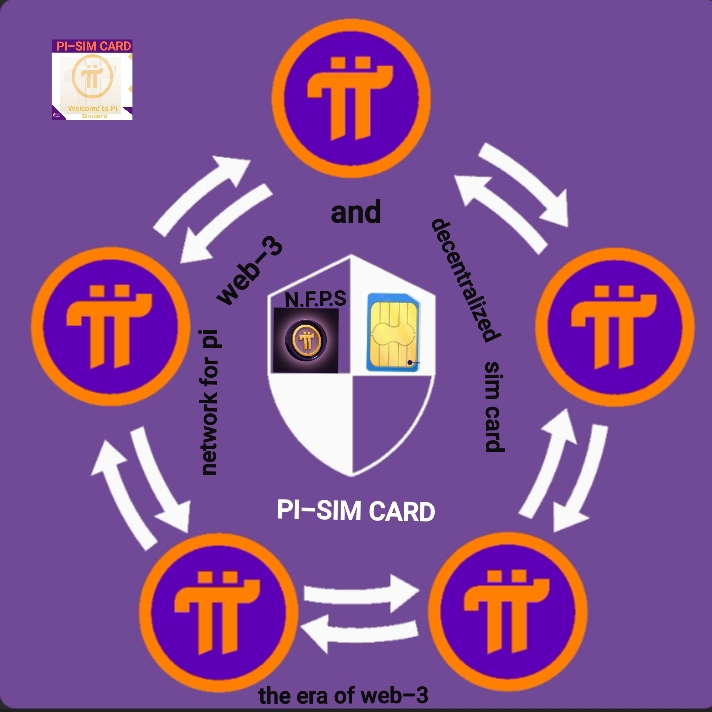 PI-SIM CARD
Welcome to Pi
Simcard
and
web-3
network for pi
decentralized sim card
N.F.P.S
PI-SIM CARD
the era of web-3